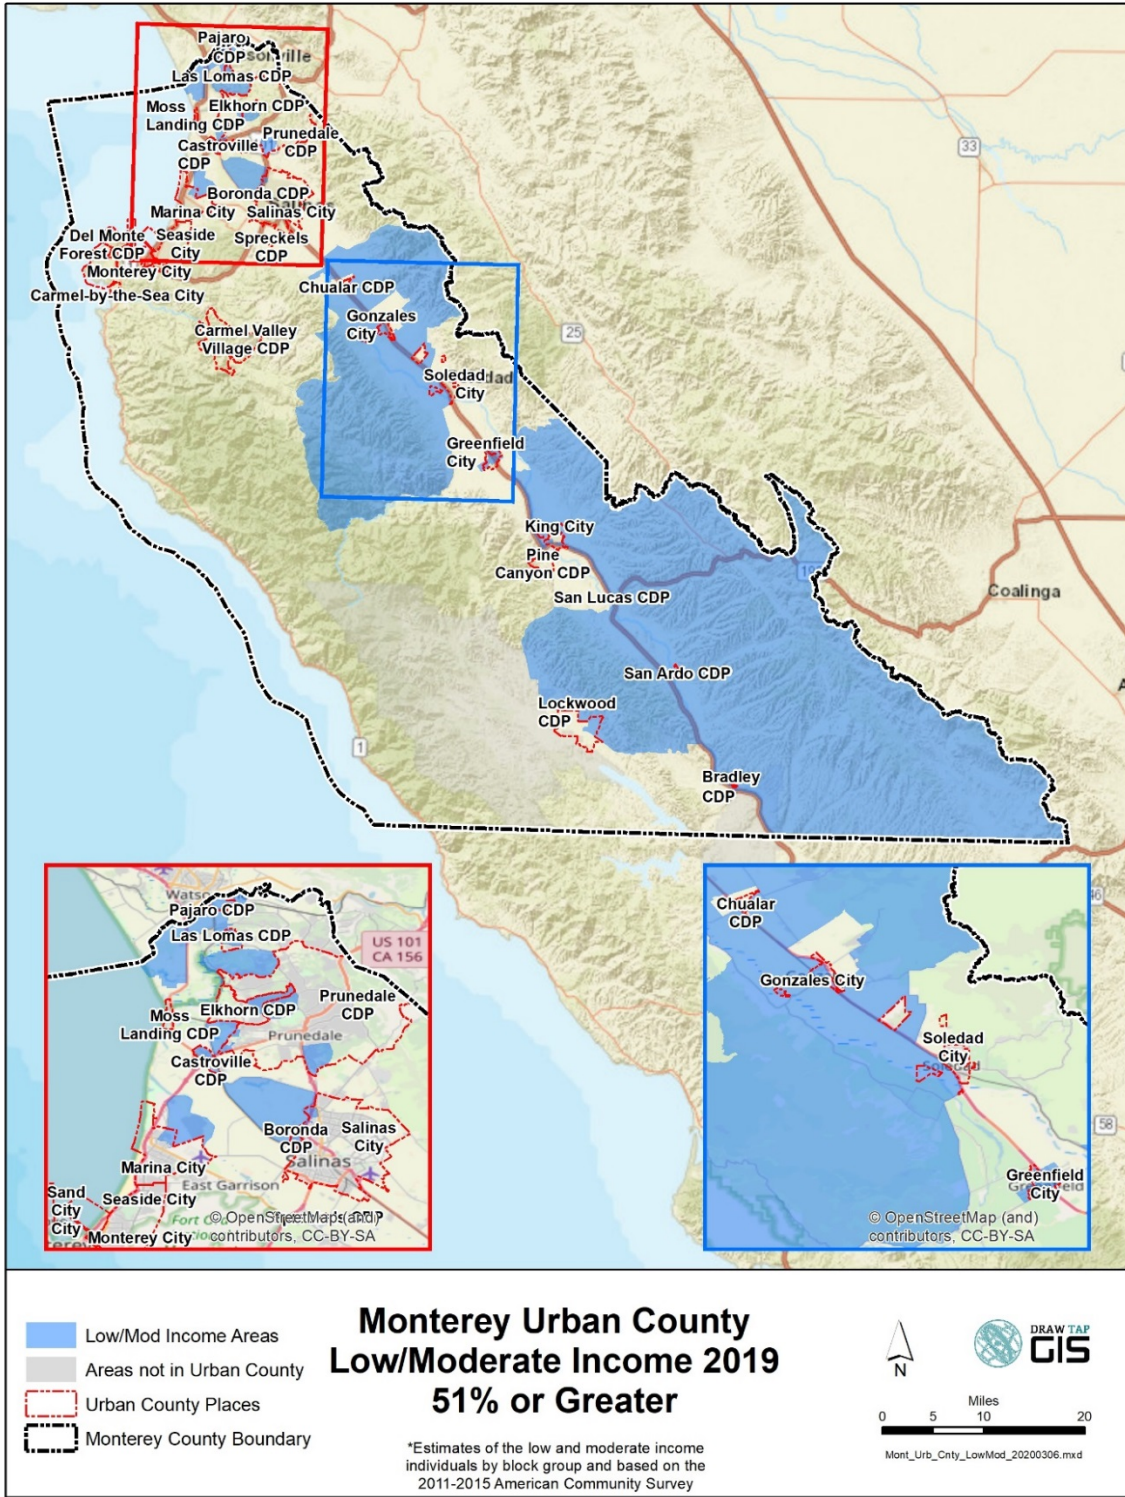 Pajaro
CDP
sonville
Las Lomas CDP
Moss
Landing CDP
Elkhorn CDP
Prunedale
CDP
Castroville
CDP
Boronda CDP
Marina City
Salinas City
Del Monte
Forest CDP
Seaside
City
Spreckels
CDP
Monterey City
Carmel-by-the-Sea City
Carmel Valley
Village CDP
Chualar CDP
Gonzales
City
Soledad
City
dad
Greenfield
City
King City
Pine
Canyon CDP
San Lucas CDP
San Ardo CDP
Lockwood
CDP
Bradley
CDP
Coalinga
33
25
1
46
58
Pajaro CDP
Las Lomas CDP
US 101
CA 156
Elkhorn CDP
Prunedale
CDP
Moss
Landing CDP
Prunedale
Castroville
CDP
Boronda
CDP
Salinas
City
Salinas
Marina City
East Garrison
Sand
City
City
Seaside City
Monterey City
© OpenStreetMap (and)
contributors, CC-BY-SA
Chualar
CDP
Gonzales City
Soledad
City
Soledad
Greenfield
City
© OpenStreetMap (and)
contributors, CC-BY-SA
Low/Mod Income Areas
Areas not in Urban County
Urban County Places
Monterey County Boundary
Monterey Urban County
Low/Moderate Income 2019
51% or Greater
*Estimates of the low and moderate income
individuals by block group and based on the
2011-2015 American Community Survey
N
DRAW TAP
GIS
Miles
0 5 10 20
Mont_Urb_Cnty_LowMod_20200306.mxd